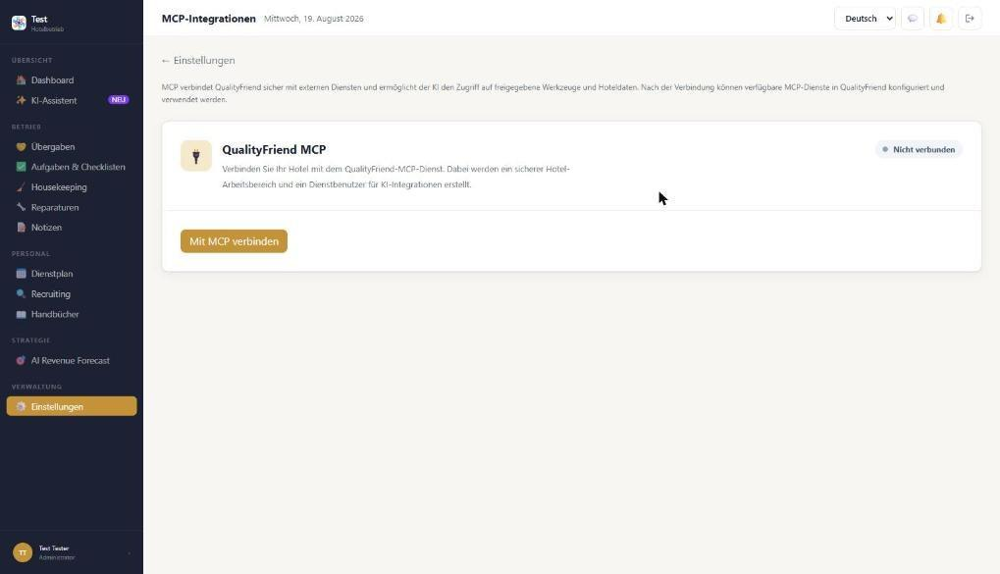 Test
Hotelbetrieb
ÜBERSICHT
Dashboard
KI-Assistent NEU
BETRIEB
Übergaben
Aufgaben & Checklisten
Housekeeping
Reparaturen
Notizen
PERSONAL
Dienstplan
Recruiting
Handbücher
STRATEGIE
AI Revenue Forecast
VERWALTUNG
Einstellungen
TT
Test Tester
Administrator
MCP-Integrationen Mittwoch, 19. August 2026
Deutsch
← Einstellungen
MCP verbindet QualityFriend sicher mit externen Diensten und ermöglicht der KI den Zugriff auf freigegebene Werkzeuge und Hoteldaten. Nach der Verbindung können verfügbare MCP-Dienste in QualityFriend konfiguriert und
verwendet werden.
QualityFriend MCP
Nicht verbunden
Verbinden Sie Ihr Hotel mit dem QualityFriend-MCP-Dienst. Dabei werden ein sicherer Hotel-
Arbeitsbereich und ein Dienstbenutzer für KI-Integrationen erstellt.
Mit MCP verbinden